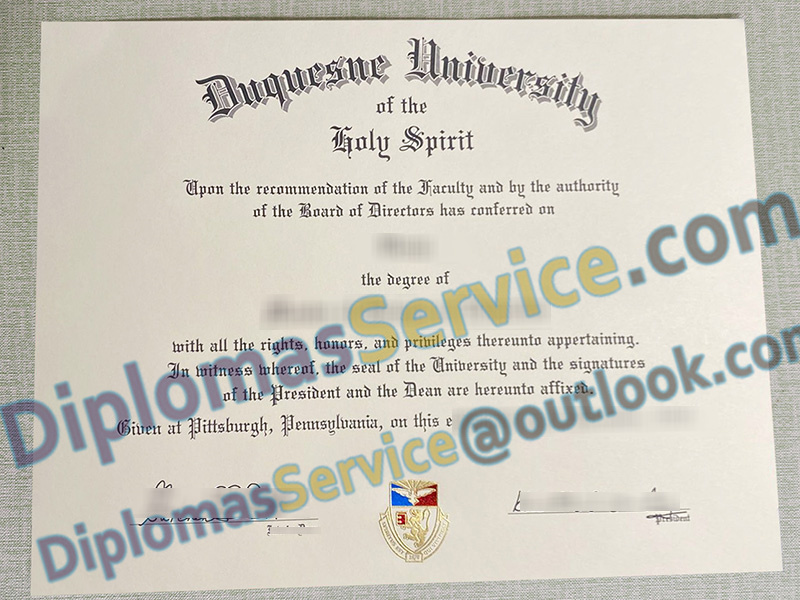 Duquesne University
of the
Holy Spirit
Upon the recommendation of the Faculty and by the authority
of the Board of Directors has conferred on
the degree of
with all the rights, honors, and privileges thereunto appertaining.
In witness whereof, the seal of the University and the signatures
of the President and the Dean are hereunto affixed.
Given at Pittsburgh, Pennsylvania, on this e
President
DiplomasService.com
DiplomasService@outlook.com